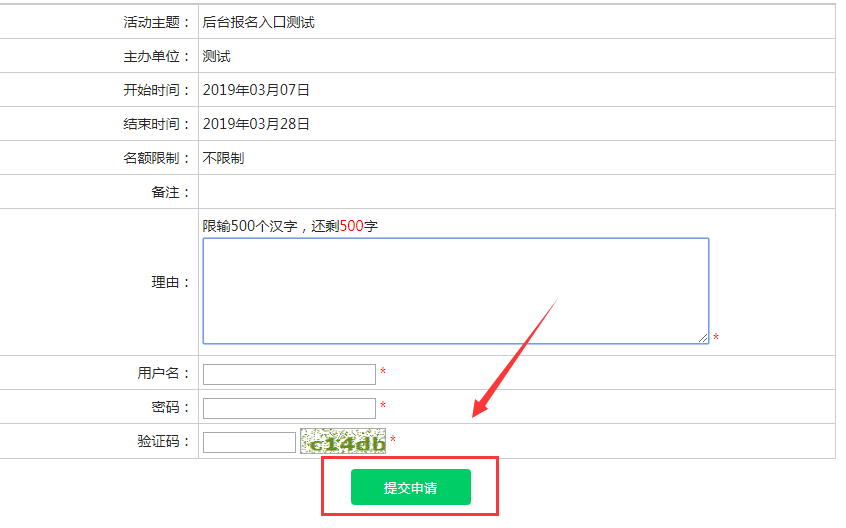 活动主题： 后台报名入口测试
主办单位： 测试
开始时间： 2019年03月07日
结束时间： 2019年03月28日
名额限制： 不限制
备注：
限输500个汉字，还剩500字
理由： *
用户名： *
密码： *
验证码： c14db *
提交申请